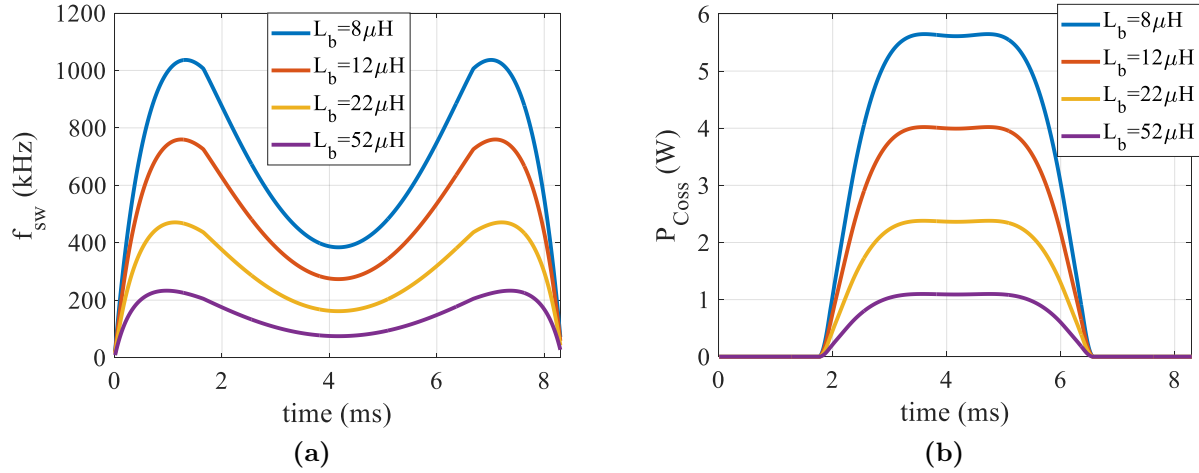 1200
1000
800
600
400
200
0
f_sw (kHz)
L_b=8μH
L_b=12μH
L_b=22μH
L_b=52μH
0 2 4 6 8
time (ms)
(a)
6
5
4
3
2
1
0
P_Coss (W)
L_b=8μH
L_b=12μH
L_b=22μH
L_b=52μH
0 2 4 6 8
time (ms)
(b)